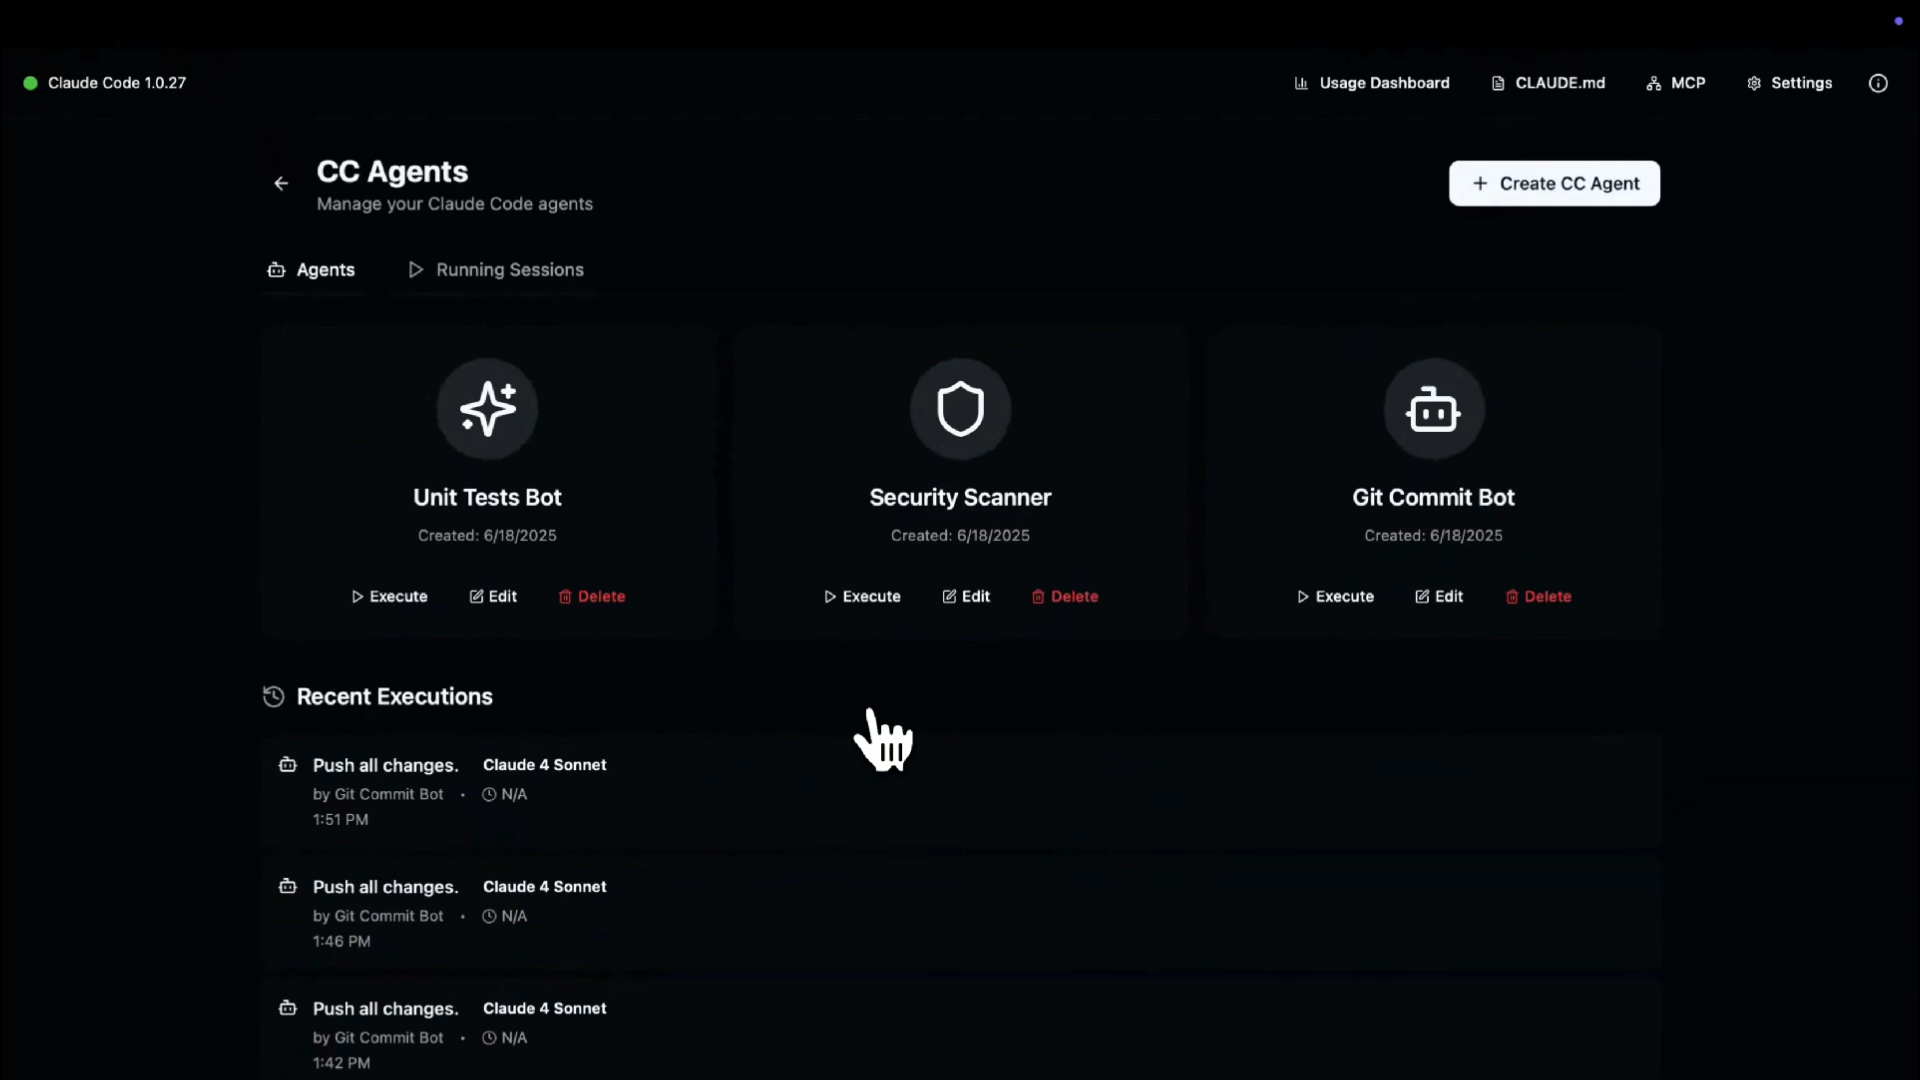 Claude Code 1.0.27
Usage Dashboard
CLAUDE.md
MCP
Settings
CC Agents
Manage your Claude Code agents
+ Create CC Agent
Agents
Running Sessions
Unit Tests Bot
Created: 6/18/2025
Execute Edit Delete
Security Scanner
Created: 6/18/2025
Execute Edit Delete
Git Commit Bot
Created: 6/18/2025
Execute Edit Delete
Recent Executions
Push all changes. Claude 4 Sonnet
by Git Commit Bot • N/A
1:51 PM
Push all changes. Claude 4 Sonnet
by Git Commit Bot • N/A
1:46 PM
Push all changes. Claude 4 Sonnet
by Git Commit Bot • N/A
1:42 PM